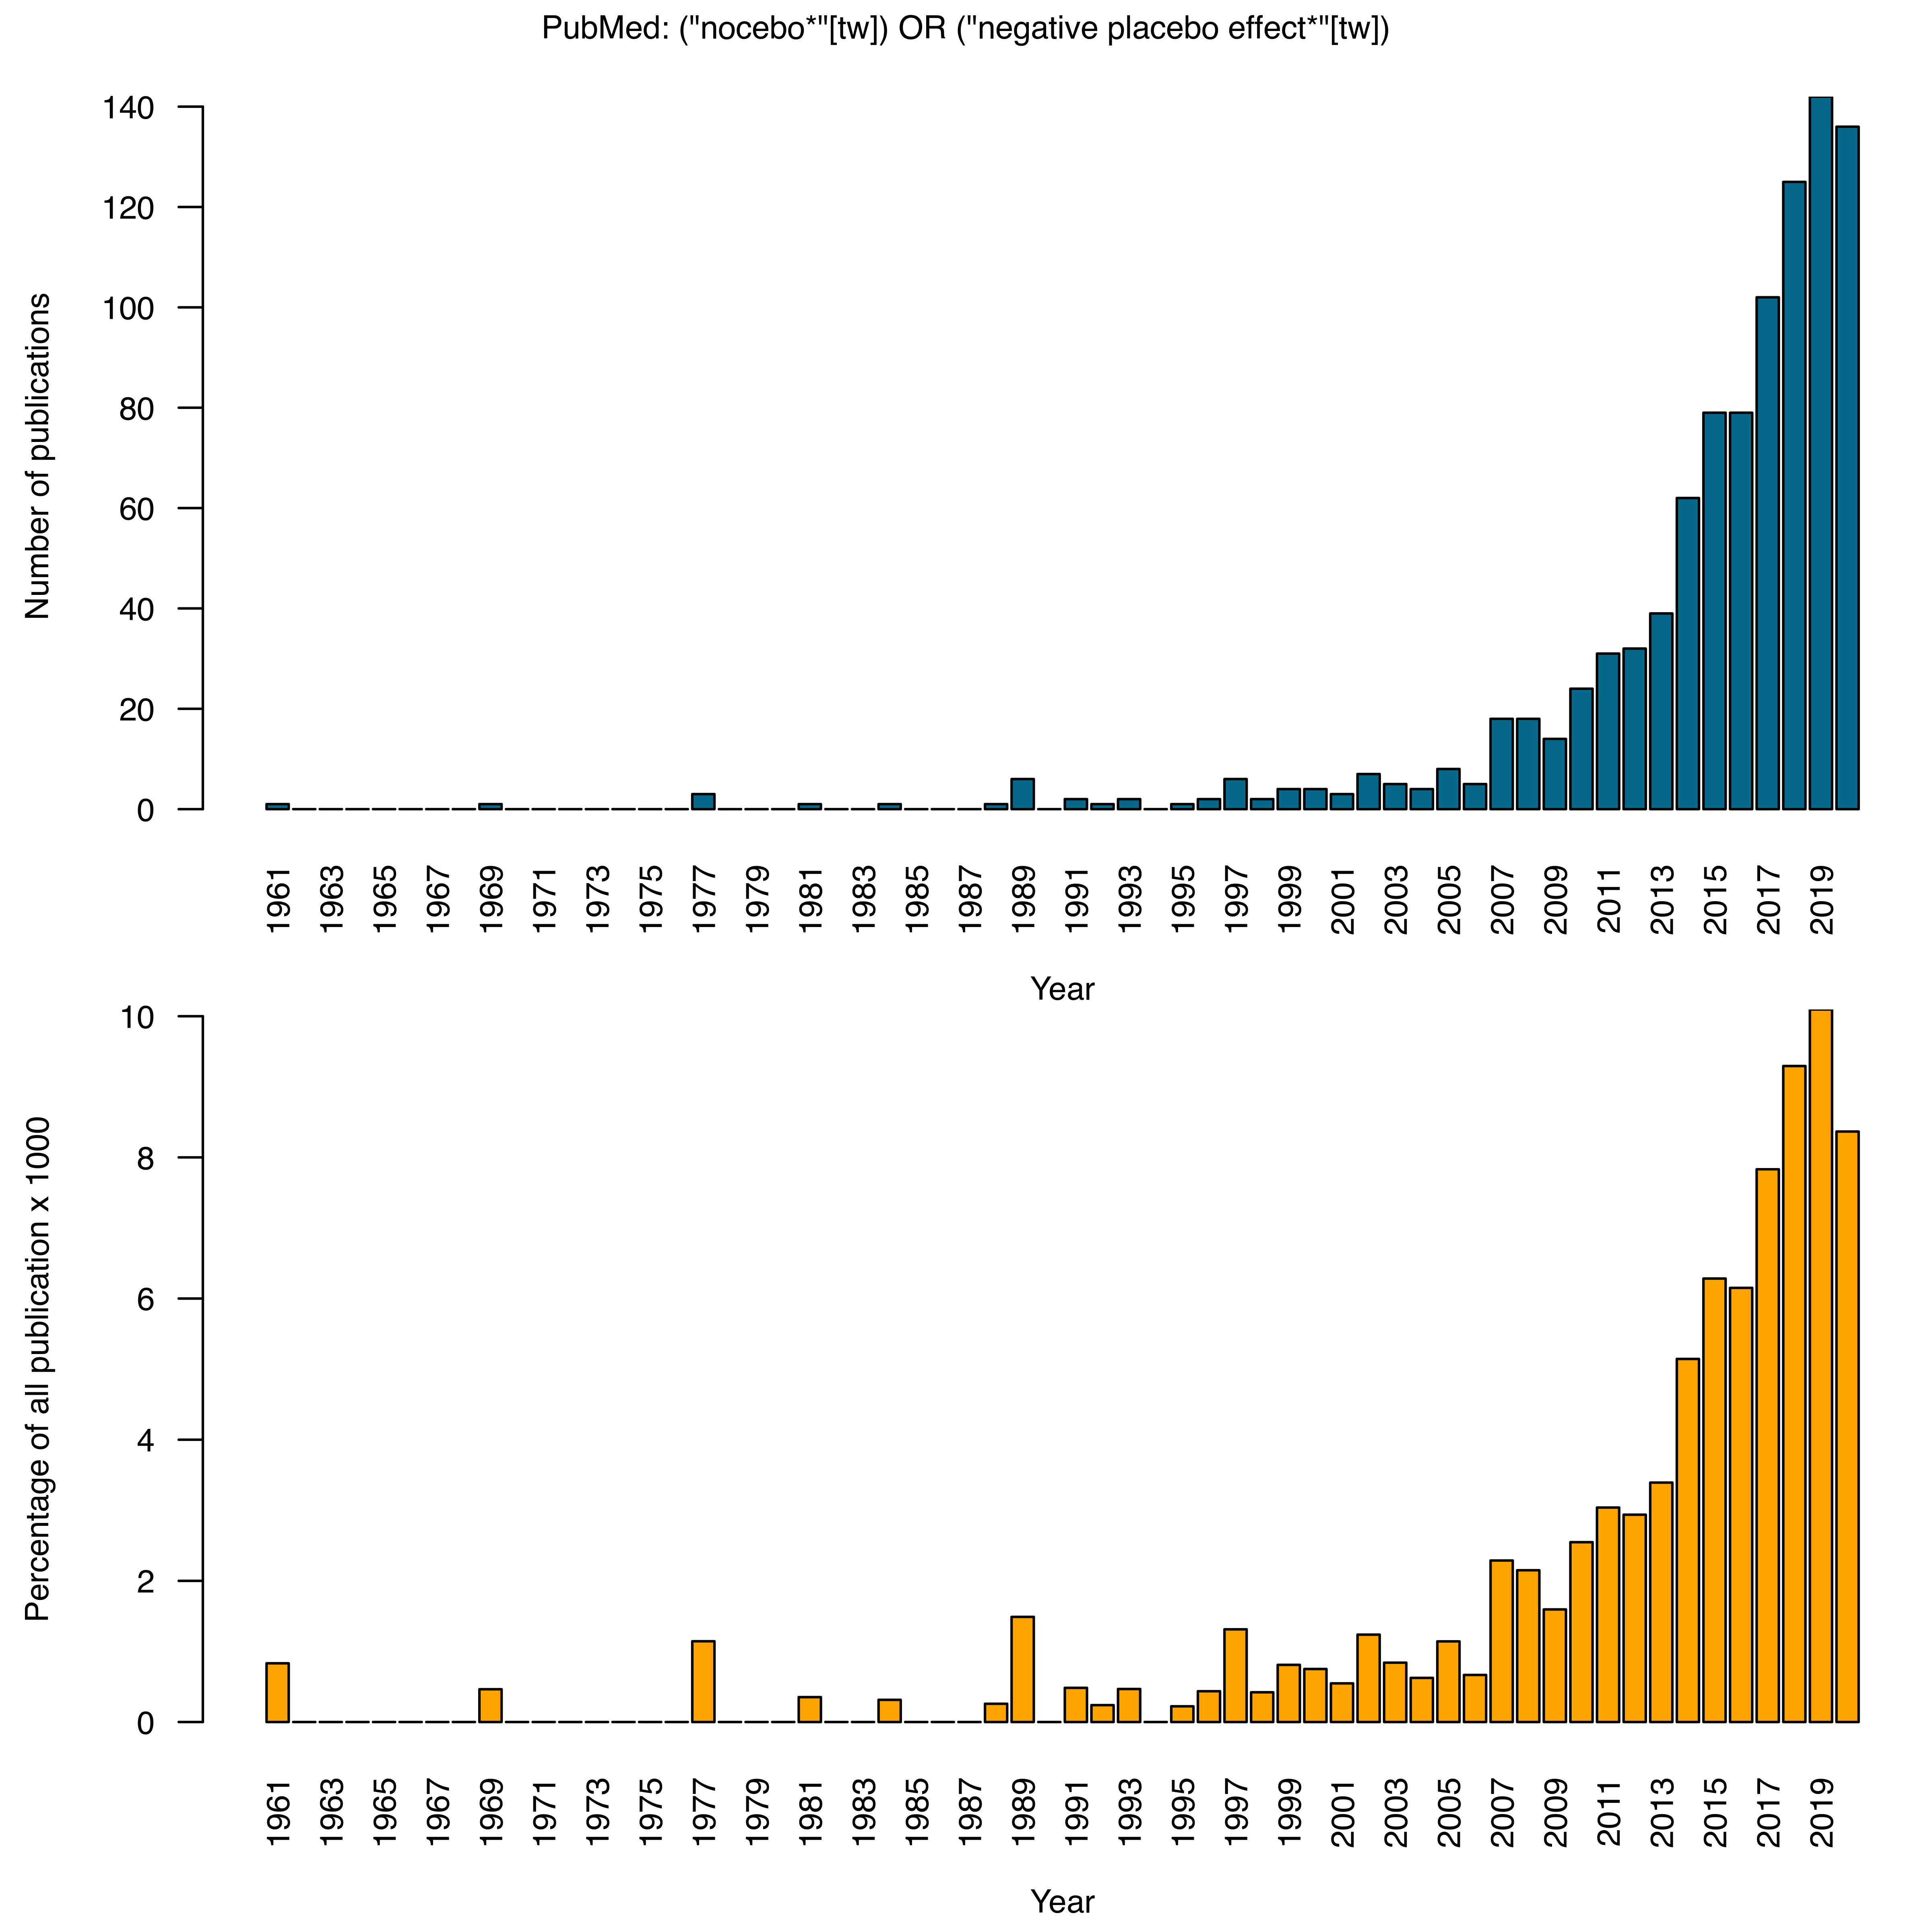 PubMed: ("nocebo*"[tw]) OR ("negative placebo effect*"[tw])
Number of publications
140
120
100
80
60
40
20
0
1961 1963 1965 1967 1969 1971 1973 1975 1977 1979 1981 1983 1985 1987 1989 1991 1993 1995 1997 1999 2001 2003 2005 2007 2009 2011 2013 2015 2017 2019
Year
Percentage of all publication x 1000
10
8
6
4
2
0
1961 1963 1965 1967 1969 1971 1973 1975 1977 1979 1981 1983 1985 1987 1989 1991 1993 1995 1997 1999 2001 2003 2005 2007 2009 2011 2013 2015 2017 2019
Year